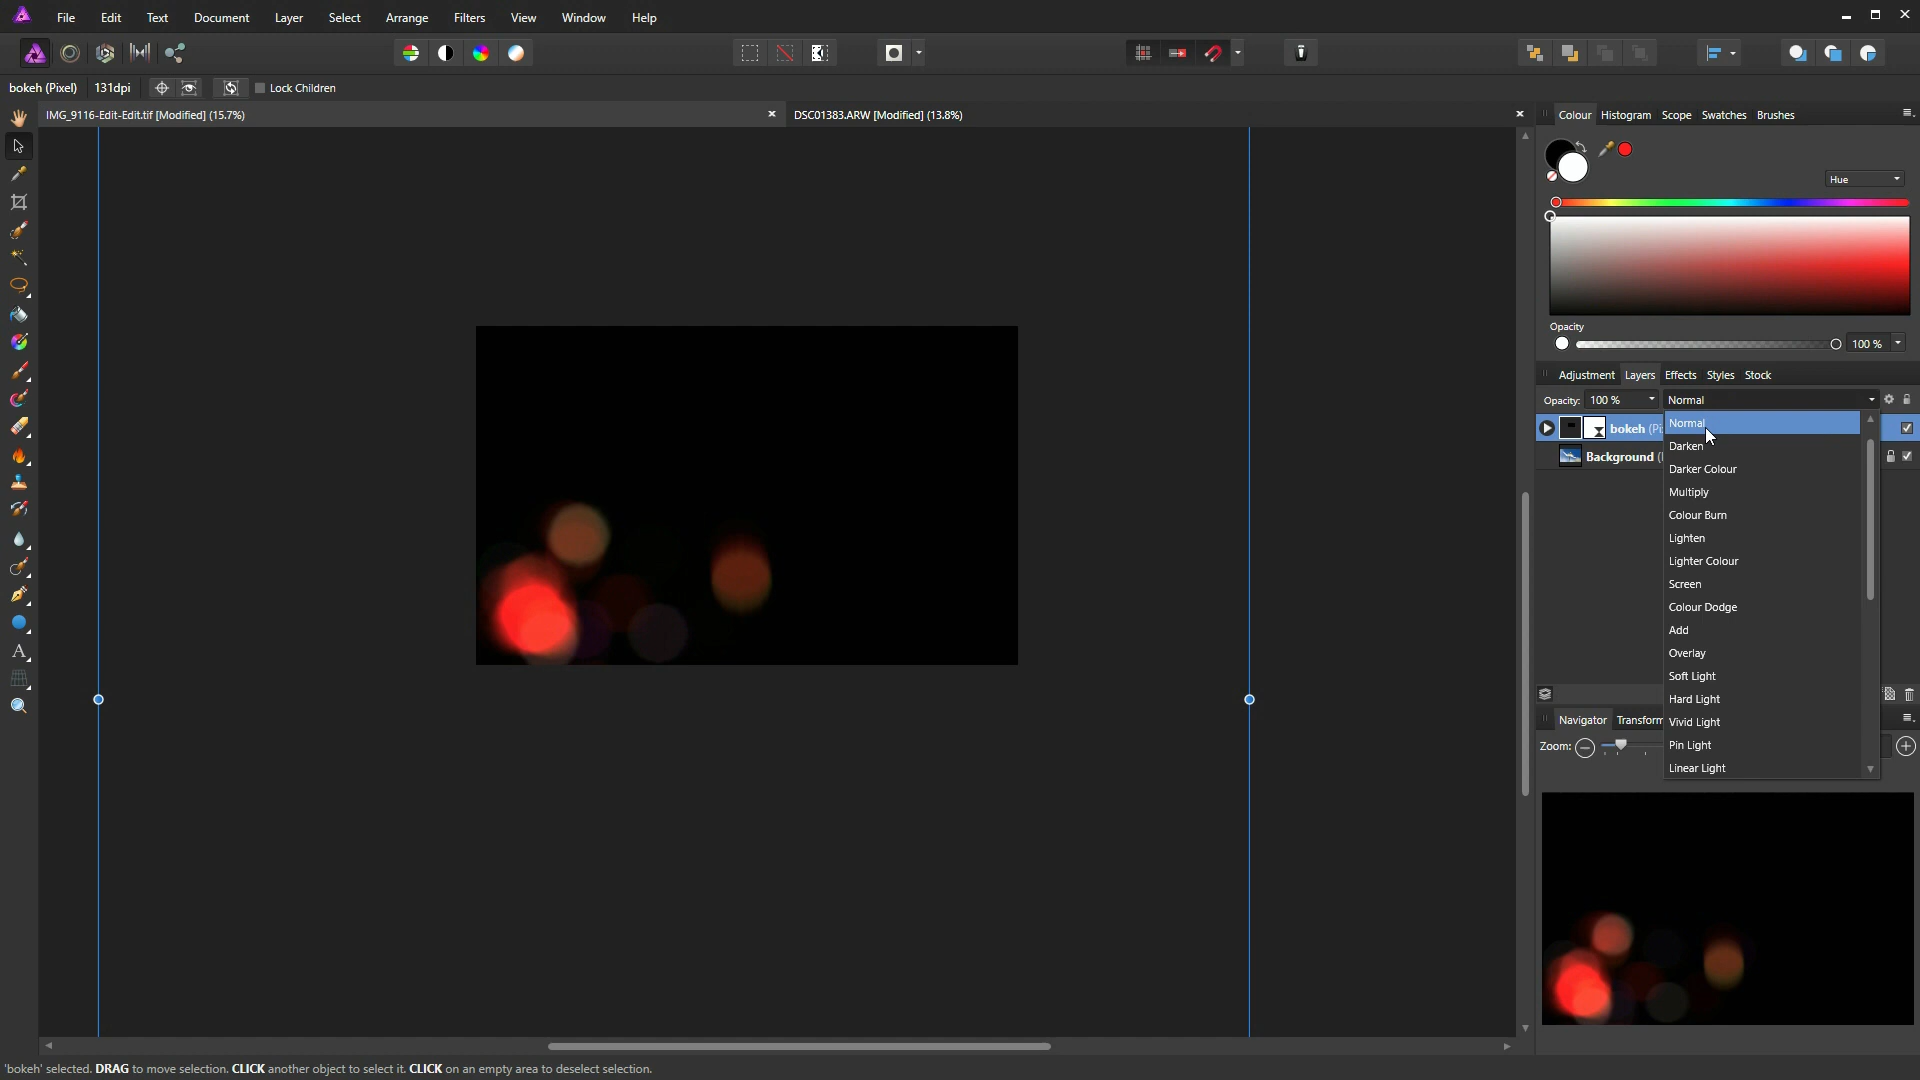 File Edit Text Document Layer Select Arrange Filters View Window Help
bokeh (Pixel) 131dpi Lock Children
IMG_9116-Edit-Edit.tif [Modified] (15.7%) DSC01383.ARW [Modified] (13.8%)
Colour Histogram Scope Swatches Brushes
Hue
Opacity
100 %
Adjustment Layers Effects Styles Stock
Opacity: 100 % Normal
bokeh
Background
Normal
Darken
Darker Colour
Multiply
Colour Burn
Lighten
Lighter Colour
Screen
Colour Dodge
Add
Overlay
Soft Light
Hard Light
Vivid Light
Pin Light
Linear Light
Navigator Transform
Zoom:
'bokeh' selected. DRAG to move selection. CLICK another object to select it. CLICK on an empty area to deselect selection.